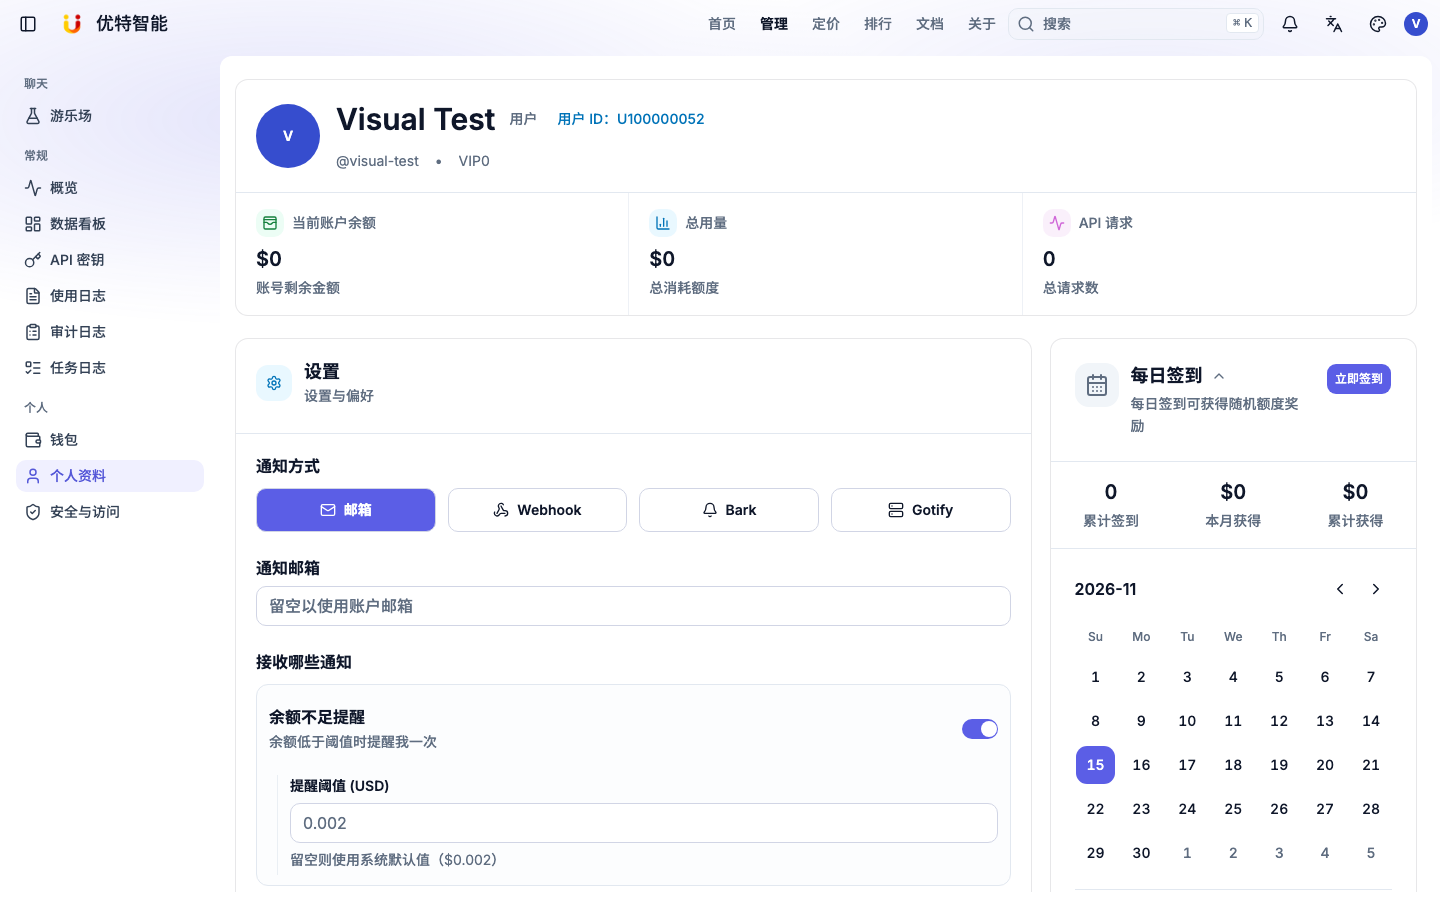 优特智能
首页 管理 定价 排行 文档 关于 搜索 ⌘ K V
聊天
游乐场
常规
概览
数据看板
API 密钥
使用日志
审计日志
任务日志
个人
钱包
个人资料
安全与访问
V
Visual Test 用户 用户 ID：U100000052
@visual-test • VIP0
当前账户余额
$0
账号剩余金额
总用量
$0
总消耗额度
API 请求
0
总请求数
设置
设置与偏好
通知方式
邮箱 Webhook Bark Gotify
通知邮箱
留空以使用账户邮箱
接收哪些通知
余额不足提醒
余额低于阈值时提醒我一次
提醒阈值 (USD)
0.002
留空则使用系统默认值（$0.002）
每日签到 立即签到
每日签到可获得随机额度奖
励
0 $0 $0
累计签到 本月获得 累计获得
2026-11
Su Mo Tu We Th Fr Sa
1 2 3 4 5 6 7
8 9 10 11 12 13 14
15 16 17 18 19 20 21
22 23 24 25 26 27 28
29 30 1 2 3 4 5